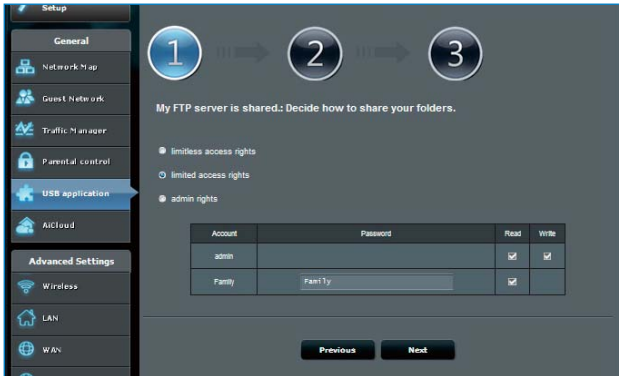 Setup
General
Network Map
Guest Network
Traffic Manager
Parental control
USB application
AiCloud
Advanced Settings
Wireless
LAN
WAN
1 2 3
My FTP server is shared.: Decide how to share your folders.
limitless access rights
limited access rights
admin rights
Account Password Read Write
admin
Family Family
Previous Next